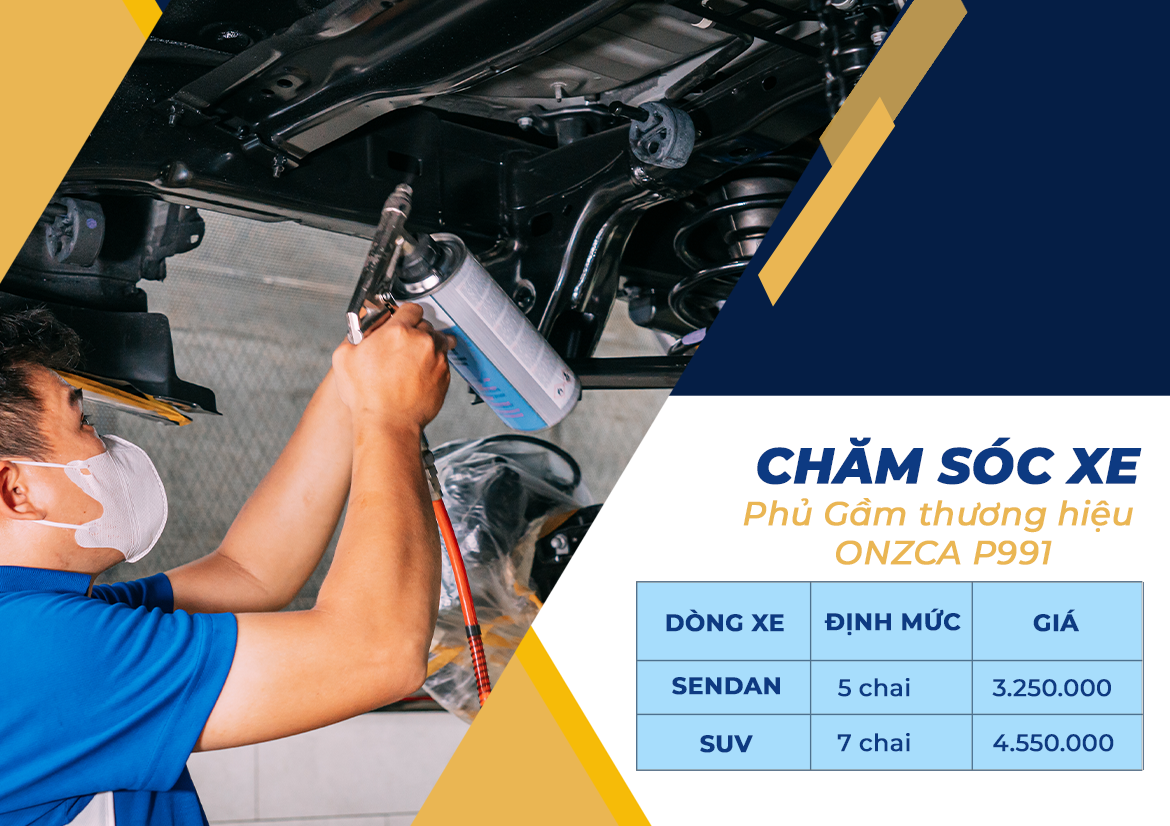 CHĂM SÓC XE
Phủ Gầm thương hiệu
ONZCA P991
DÒNG XE ĐỊNH MỨC GIÁ
SENDAN 5 chai 3.250.000
SUV 7 chai 4.550.000